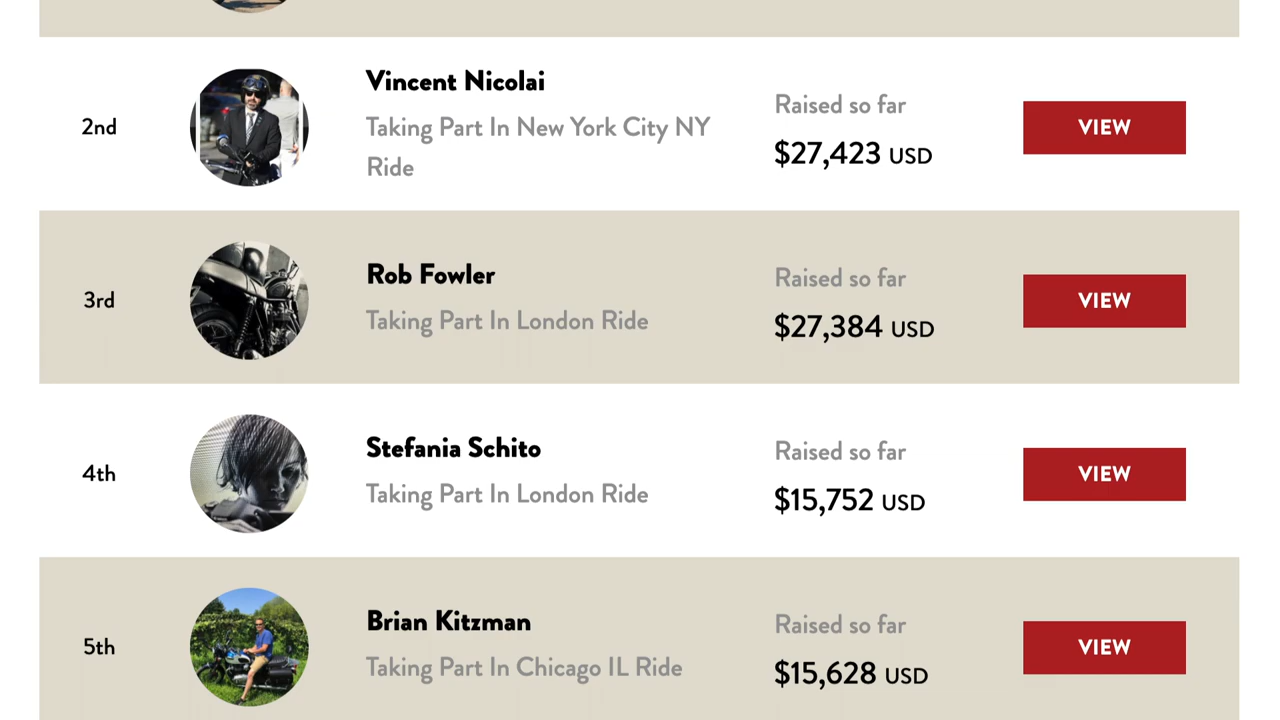 2nd
Vincent Nicolai
Taking Part In New York City NY
Ride
Raised so far
$27,423 USD
VIEW
3rd
Rob Fowler
Taking Part In London Ride
Raised so far
$27,384 USD
VIEW
4th
Stefania Schito
Taking Part In London Ride
Raised so far
$15,752 USD
VIEW
5th
Brian Kitzman
Taking Part In Chicago IL Ride
Raised so far
$15,628 USD
VIEW